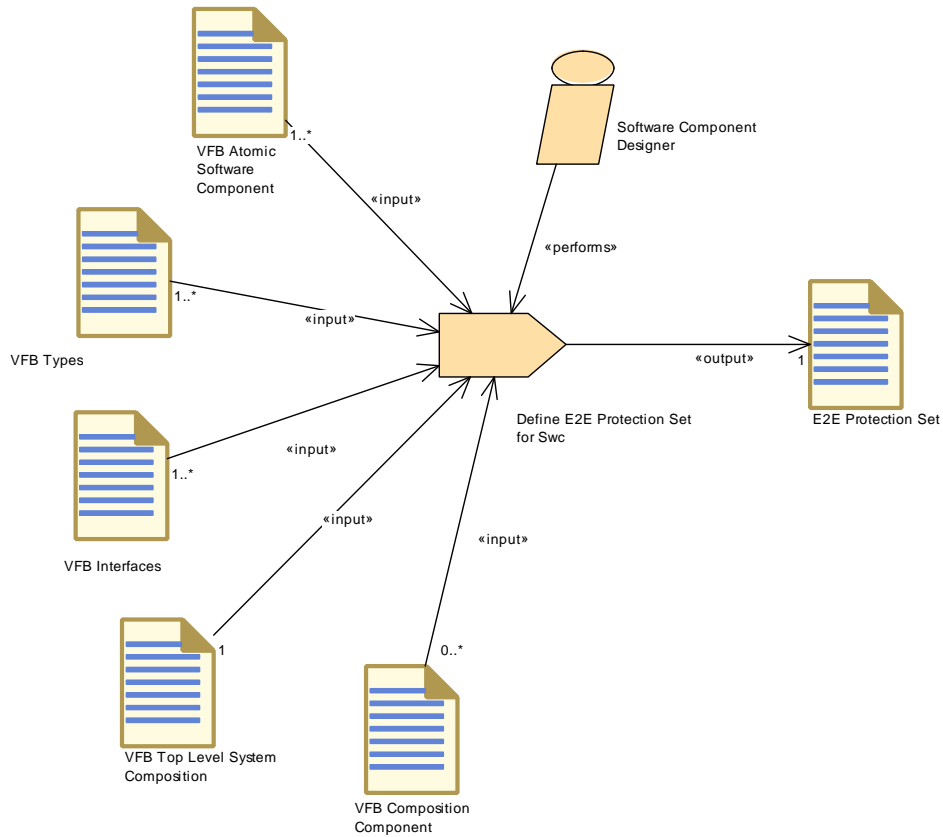 1..*
VFB Atomic
Software
Component
Software Component
Designer
«input»
«performs»
1..*
«input»
VFB Types
«output»
1
Define E2E Protection Set
for Swc
E2E Protection Set
«input»
1..*
VFB Interfaces
«input»
«input»
1
0..*
VFB Top Level System
Composition
VFB Composition
Component